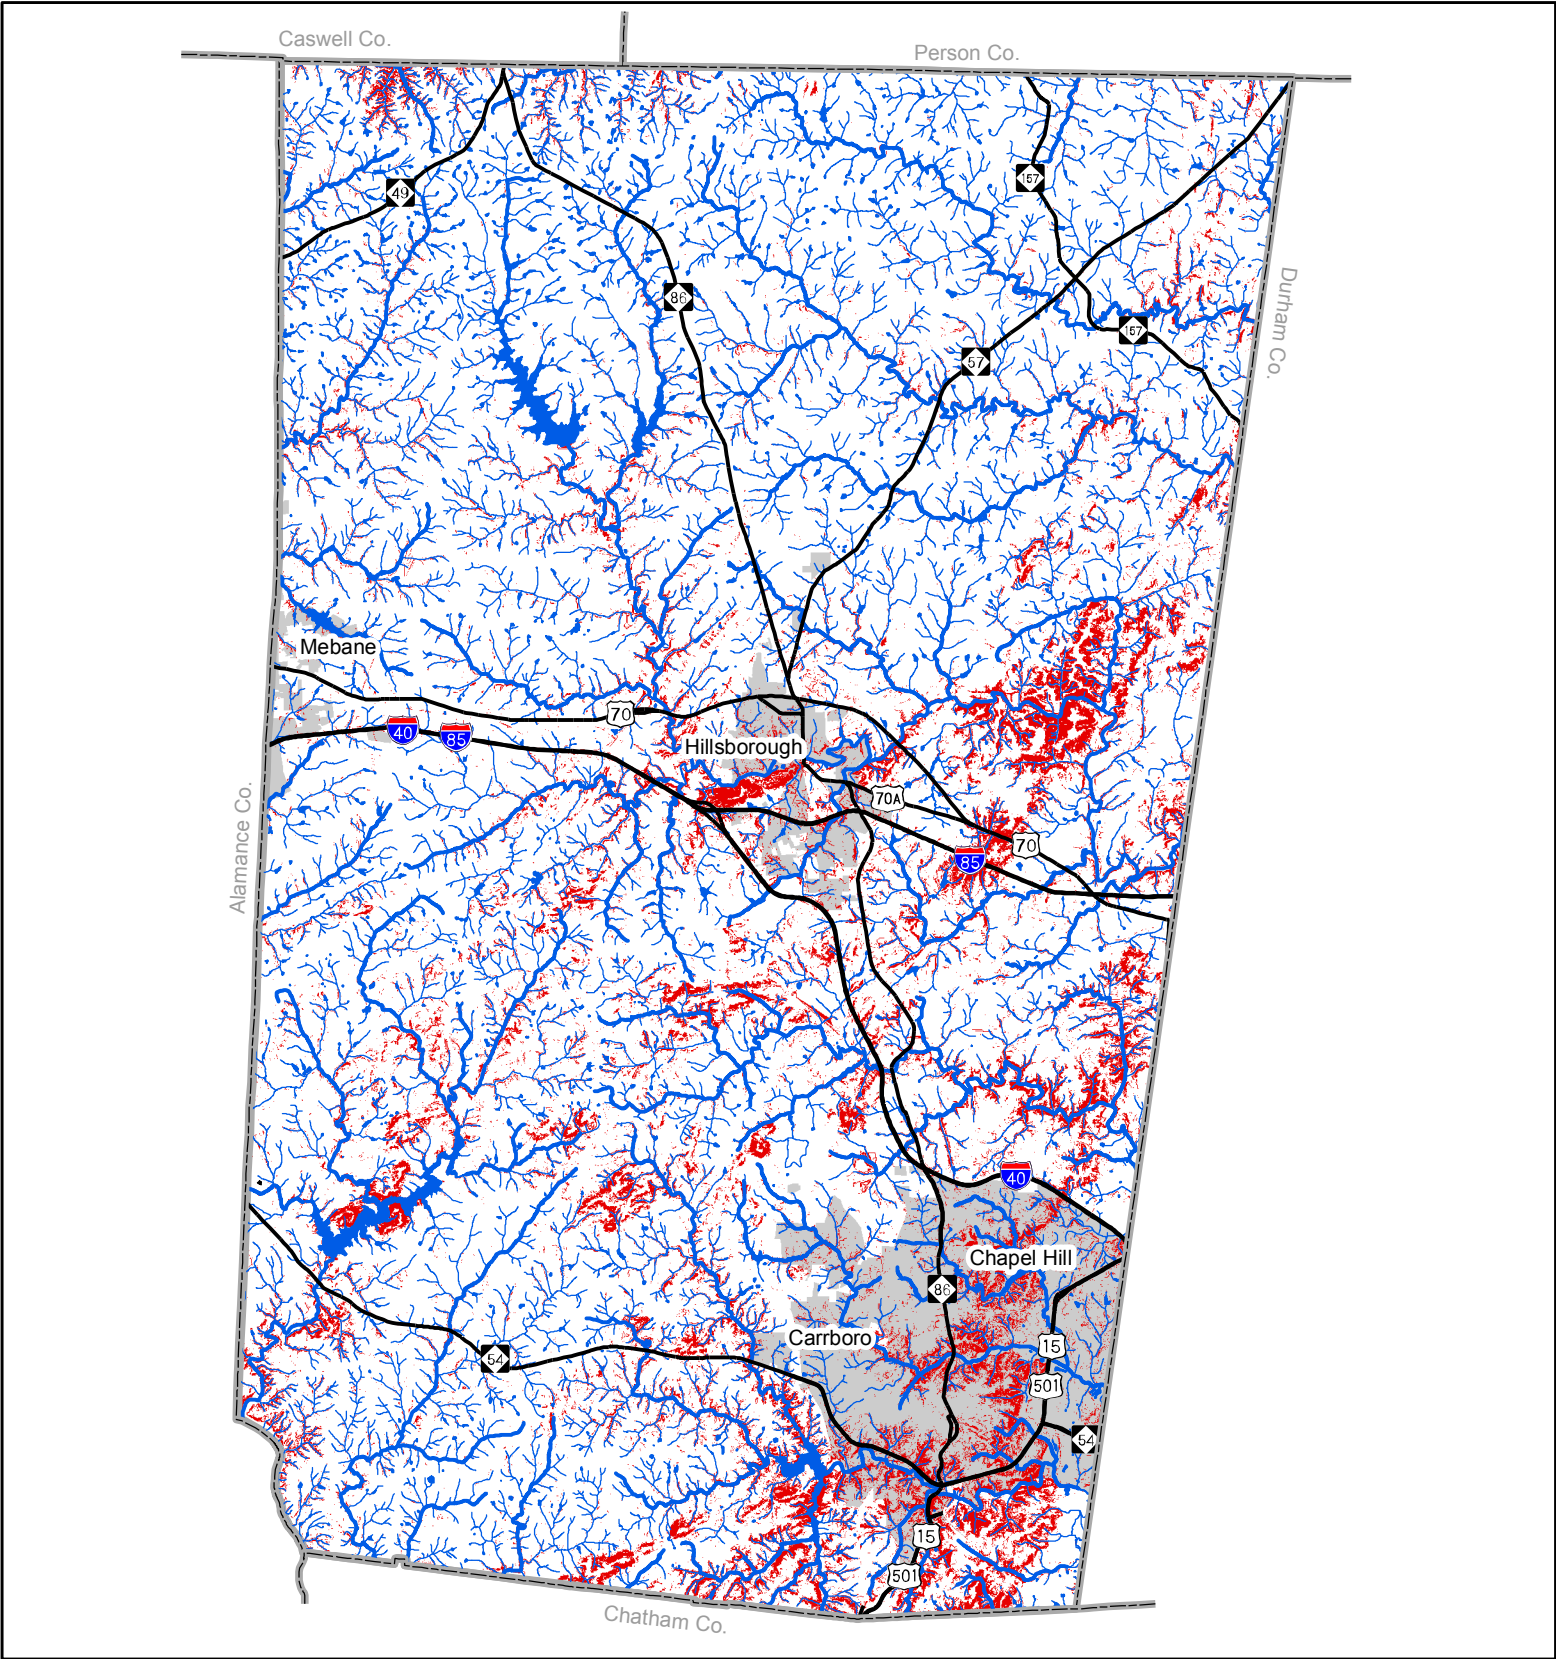 Caswell Co.
Person Co.
157
49
86
Durham Co.
157
57
Mebane
70
40
85
Hillsborough
Alamance Co.
70A
70
85
40
Chapel Hill
86
Carrboro
15
54
501
54
15
501
Chatham Co.